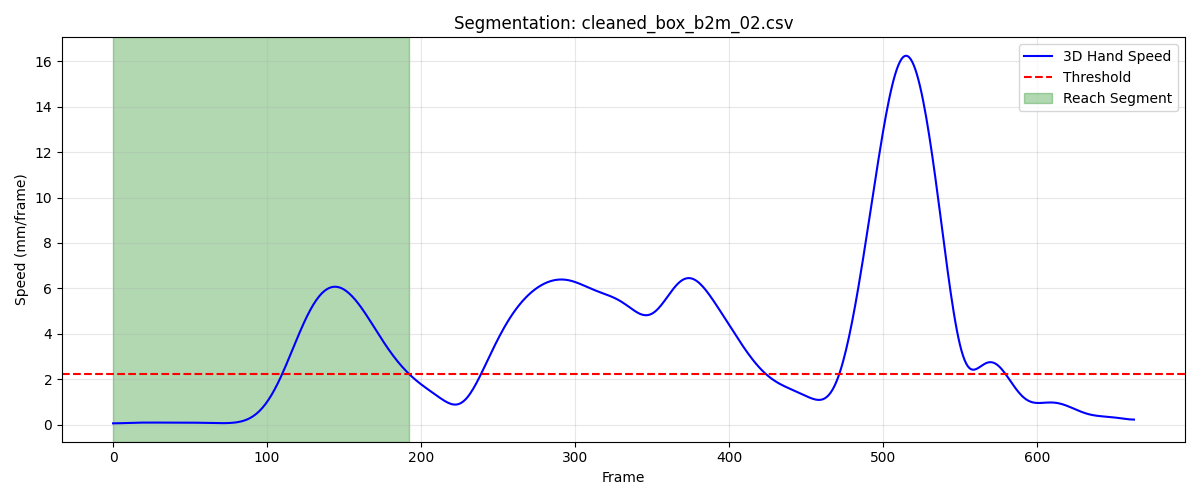 Segmentation: cleaned_box_b2m_02.csv
3D Hand Speed
Threshold
Reach Segment
Speed (mm/frame)
16
14
12
10
8
6
4
2
0
0 100 200 300 400 500 600
Frame